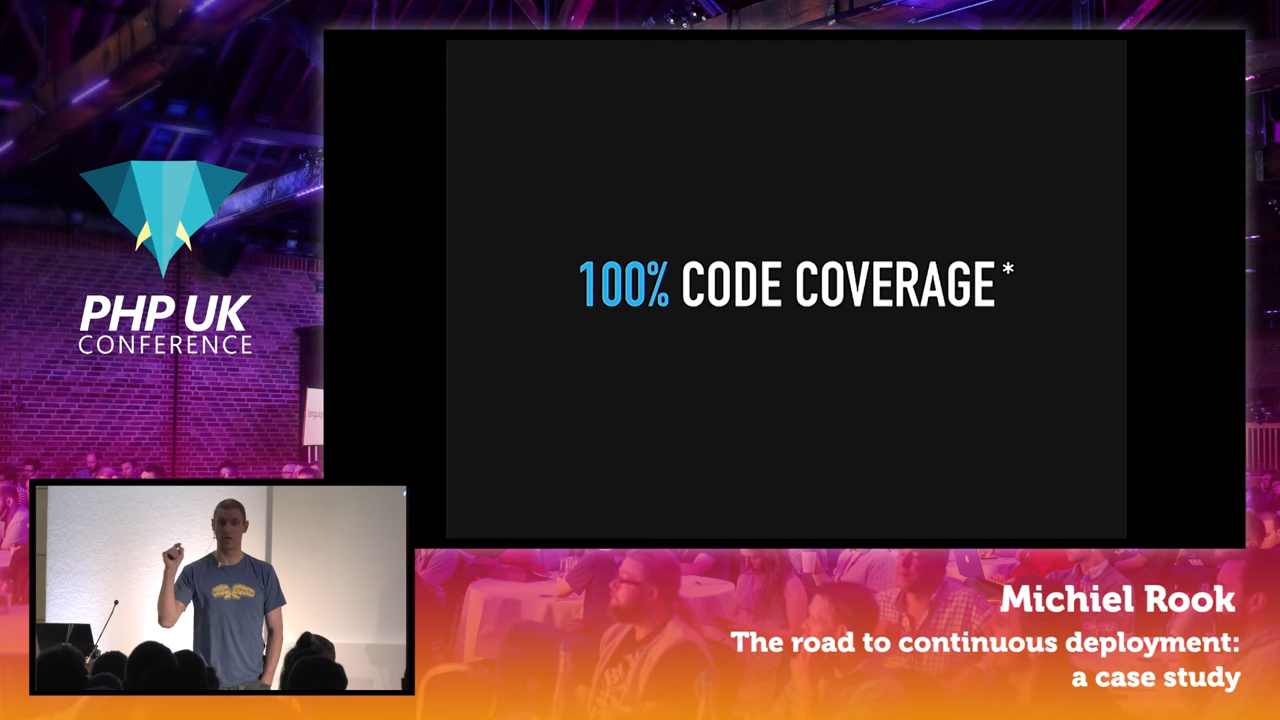 100% CODE COVERAGE*
PHP UK
CONFERENCE
Michiel Rook
The road to continuous deployment:
a case study